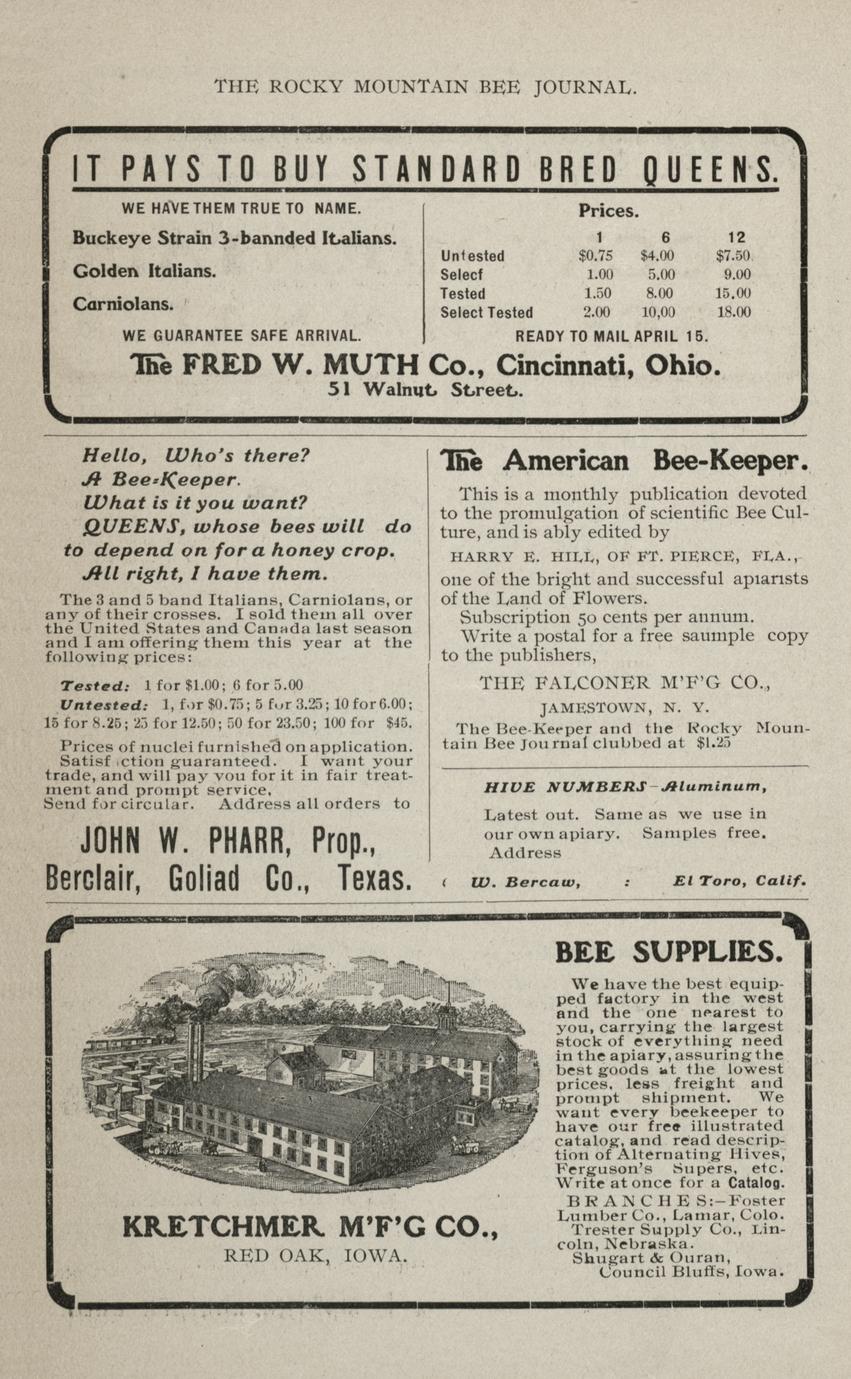 THE ROCKY MOUNTAIN BEE JOURNAL.
IT PAYS TO BUY STANDARD BRED QUEENS.
WE HAVE THEM TRUE TO NAME.
Buckeye Strain 3-bannded Italians.
Golden Italians.
Carniolans.
WE GUARANTEE SAFE ARRIVAL.
Prices.
1 6 12
Untested $0.75 $4.00 $7.50
Selecf 1.00 5.00 9.00
Tested 1.50 8.00 15.00
Select Tested 2.00 10,00 18.00
READY TO MAIL APRIL 15.
The FRED W. MUTH Co., Cincinnati, Ohio.
51 Walnut Street.
Hello, Who's there?
A Bee-Keeper.
What is it you want?
QUEENS, whose bees will do
to depend on for a honey crop.
All right, I have them.
The 3 and 5 band Italians, Carniolans, or
any of their crosses. I sold them all over
the United States and Canada last season
and I am offering them this year at the
following prices:
Tested: 1 for $1.00; 6 for 5.00
Untested: 1, for $0.75; 5 for 3.25; 10 for 6.00;
15 for 8.25; 25 for 12.50; 50 for 23.50; 100 for $45.
Prices of nuclei furnished on application.
Satisf ction guaranteed. I want your
trade, and will pay you for it in fair treat-
ment and prompt service.
Send for circular. Address all orders to
JOHN W. PHARR, Prop.,
Berclair, Goliad Co., Texas.
The American Bee-Keeper.
This is a monthly publication devoted
to the promulgation of scientific Bee Cul-
ture, and is ably edited by
HARRY E. HILL, OF FT. PIERCE, FLA.,
one of the bright and successful apiarists
of the Land of Flowers.
Subscription 50 cents per annum.
Write a postal for a free saumple copy
to the publishers,
THE FALCONER M'F'G CO.,
JAMESTOWN, N. Y.
The Bee-Keeper and the Rocky Moun-
tain Bee Journal clubbed at $1.25
HIVE NUMBERS—Aluminum,
Latest out. Same as we use in
our own apiary. Samples free.
Address
W. Bercaw, : El Toro, Calif.
BEE SUPPLIES.
We have the best equip-
ped factory in the west
and the one nearest to
you, carrying the largest
stock of everything need
in the apiary, assuring the
best goods at the lowest
prices. less freight and
prompt shipment. We
want every beekeeper to
have our free illustrated
catalog, and read descrip-
tion of Alternating Hives,
Ferguson's Supers, etc.
Write at once for a Catalog.
BRANCHES:—Foster
Lumber Co., Lamar, Colo.
Trester Supply Co., Lin-
coln, Nebraska.
Shugart & Ouran,
Council Bluffs, Iowa.
KRETCHMER M'F'G CO.,
RED OAK, IOWA.